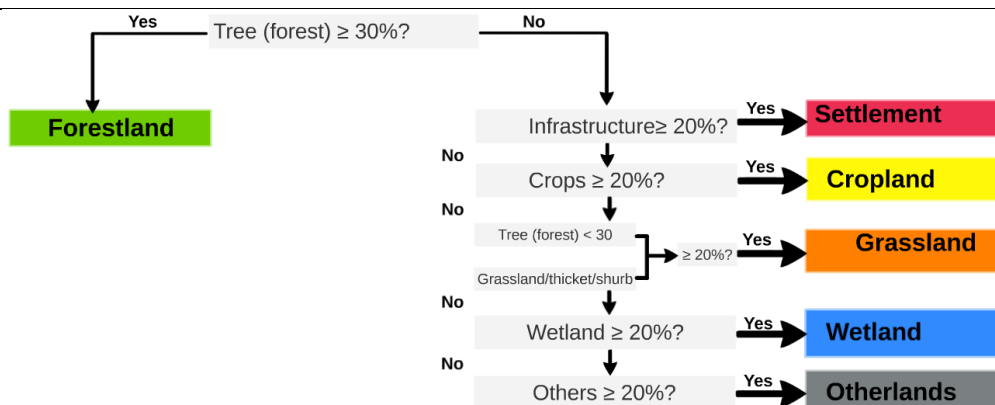 Yes
Tree (forest) ≥ 30%?
No
Forestland
Infrastructure≥ 20%?
Yes
Settlement
No
Crops ≥ 20%?
Yes
Cropland
No
Tree (forest) < 30
Grassland/thicket/shurb
≥ 20%?
Yes
Grassland
No
Wetland ≥ 20%?
Yes
Wetland
No
Others ≥ 20%?
Yes
Otherlands